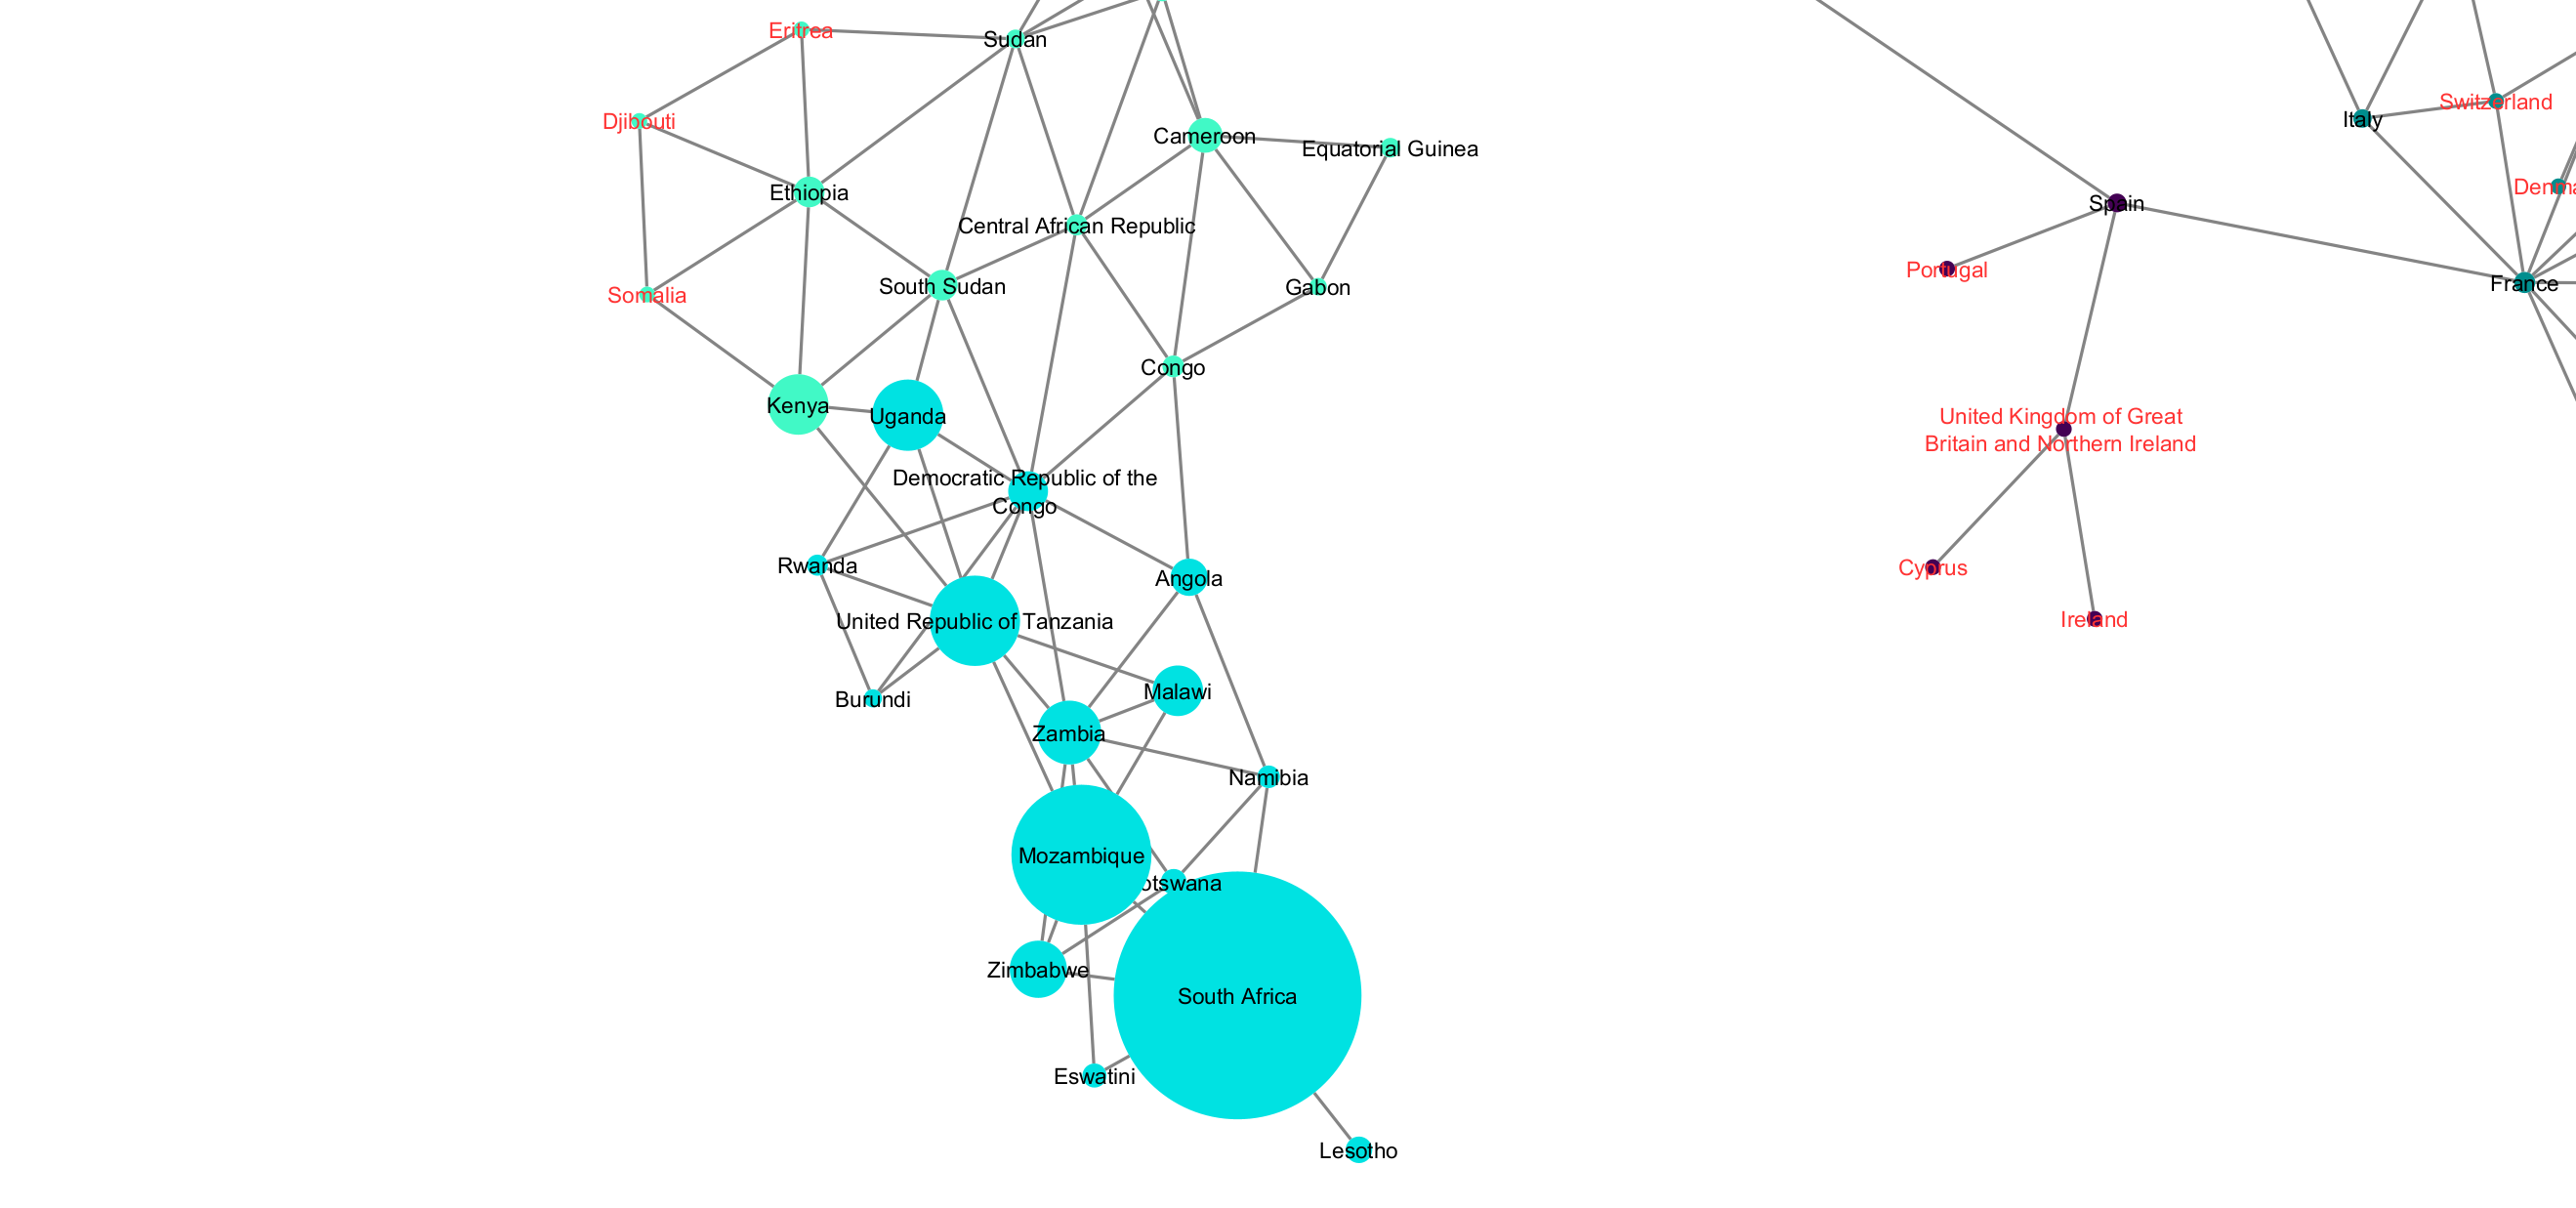 Eritrea
Sudan
Switzerland
Italy
Djibouti
Cameroon
Equatorial Guinea
Denma
Ethiopia
Spain
Central African Republic
Portugal
South Sudan
Gabon
France
Somalia
Congo
Kenya
Uganda
United Kingdom of Great
Britain and Northern Ireland
Democratic Republic of the
Congo
Rwanda
Cyprus
Angola
United Republic of Tanzania
Ireland
Malawi
Burundi
Zambia
Namibia
Mozambique
otswana
Zimbabwe
South Africa
Eswatini
Lesotho